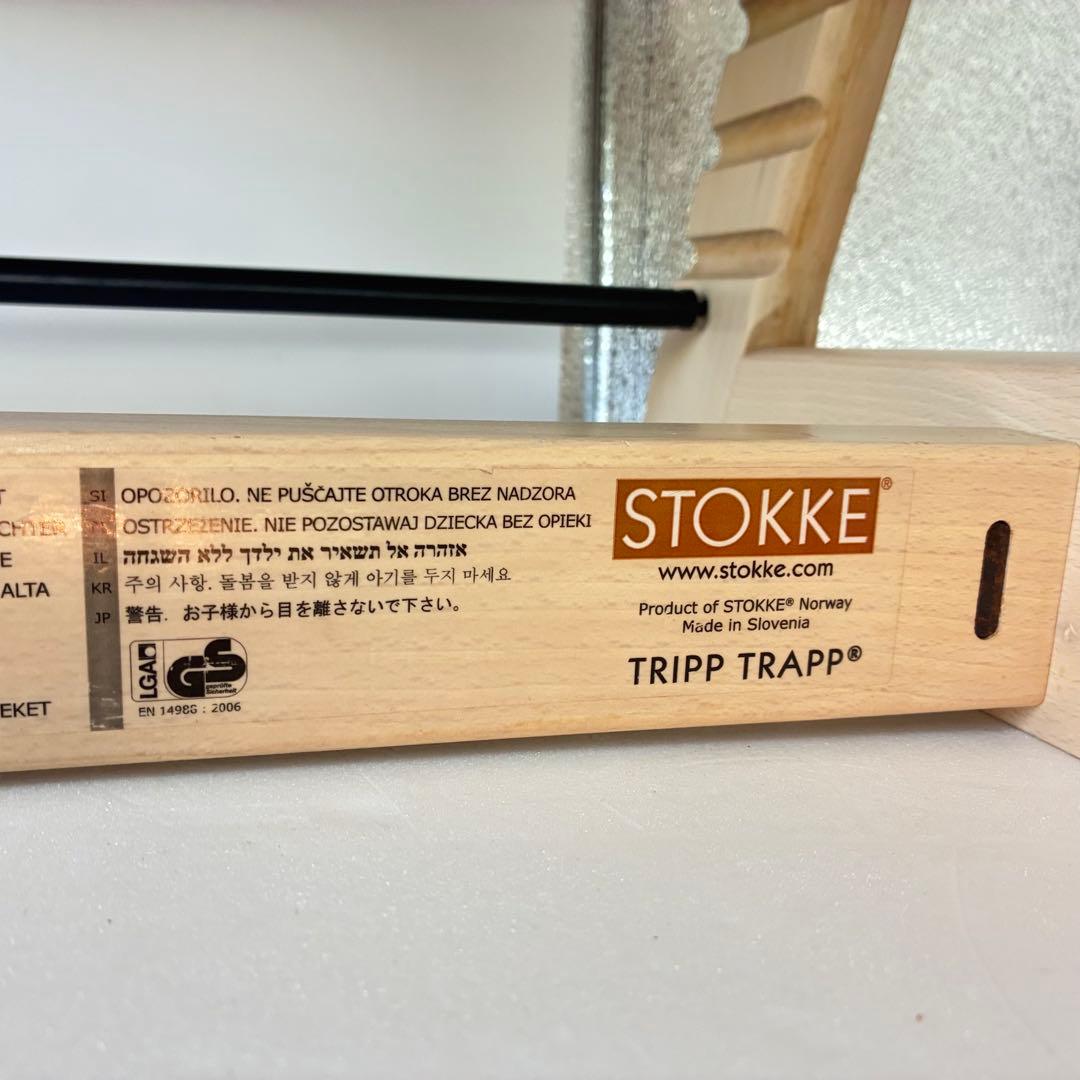 T
CHTER
E
ALTA
EKET
SI OPOZORILO. NE PUŠČAJTE OTROKA BREZ NADZORA
OSTRZEŻENIE. NIE POZOSTAWAJ DZIECKA BEZ OPIEKI
IL אזהרה אל תשאיר את ילדך ללא השגחה
KR 주의 사항. 돌봄을 받지 않게 아기를 두지 마세요
JP 警告. お子様から目を離さないで下さい。
LGA GS
geprüfte
Sicherheit
EN 14988 : 2006
STOKKE®
www.stokke.com
Product of STOKKE® Norway
Made in Slovenia
TRIPP TRAPP®